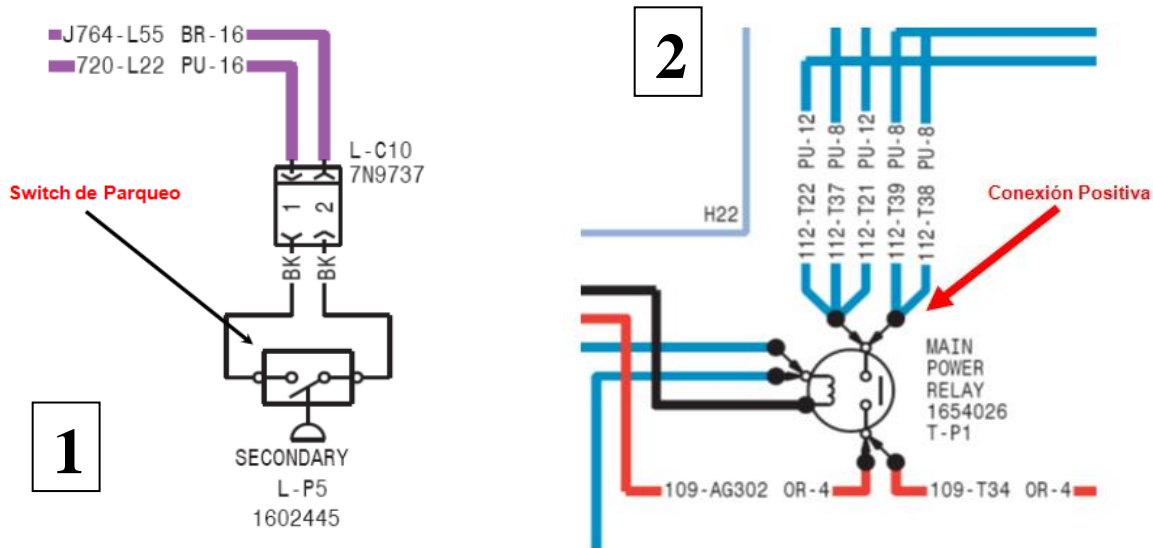 J764-L55 BR-16
720-L22 PU-16
L-C10
7N9737
Switch de Parqueo
1
2
BK
BK
SECONDARY
L-P5
1602445
1
2
H22
112-T22 PU-12
112-T37 PU-8
112-T21 PU-12
112-T39 PU-8
112-T38 PU-8
Conexión Positiva
MAIN
POWER
RELAY
1654026
T-P1
109-AG302 OR-4
109-T34 OR-4